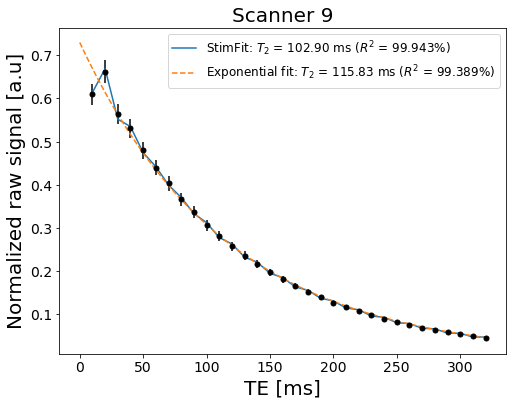 Scanner 9
StimFit: T₂ = 102.90 ms (R² = 99.943%)
Exponential fit: T₂ = 115.83 ms (R² = 99.389%)
Normalized raw signal [a.u]
0.7
0.6
0.5
0.4
0.3
0.2
0.1
0 50 100 150 200 250 300
TE [ms]